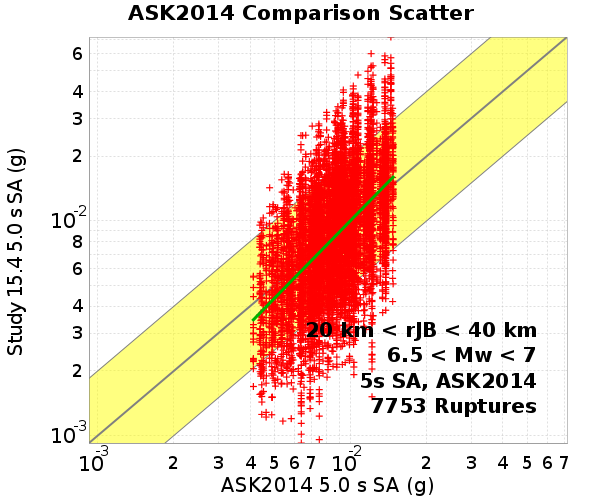 ASK2014 Comparison Scatter
Study 15.4 5.0 s SA (g)
6
4
3
2
10-2
8
6
4
3
2
10-3
20 km < rJB < 40 km
6.5 < Mw < 7
5s SA, ASK2014
7753 Ruptures
10-3 2 3 4 5 6 7 10-2 2 3 4 5 6 7
ASK2014 5.0 s SA (g)